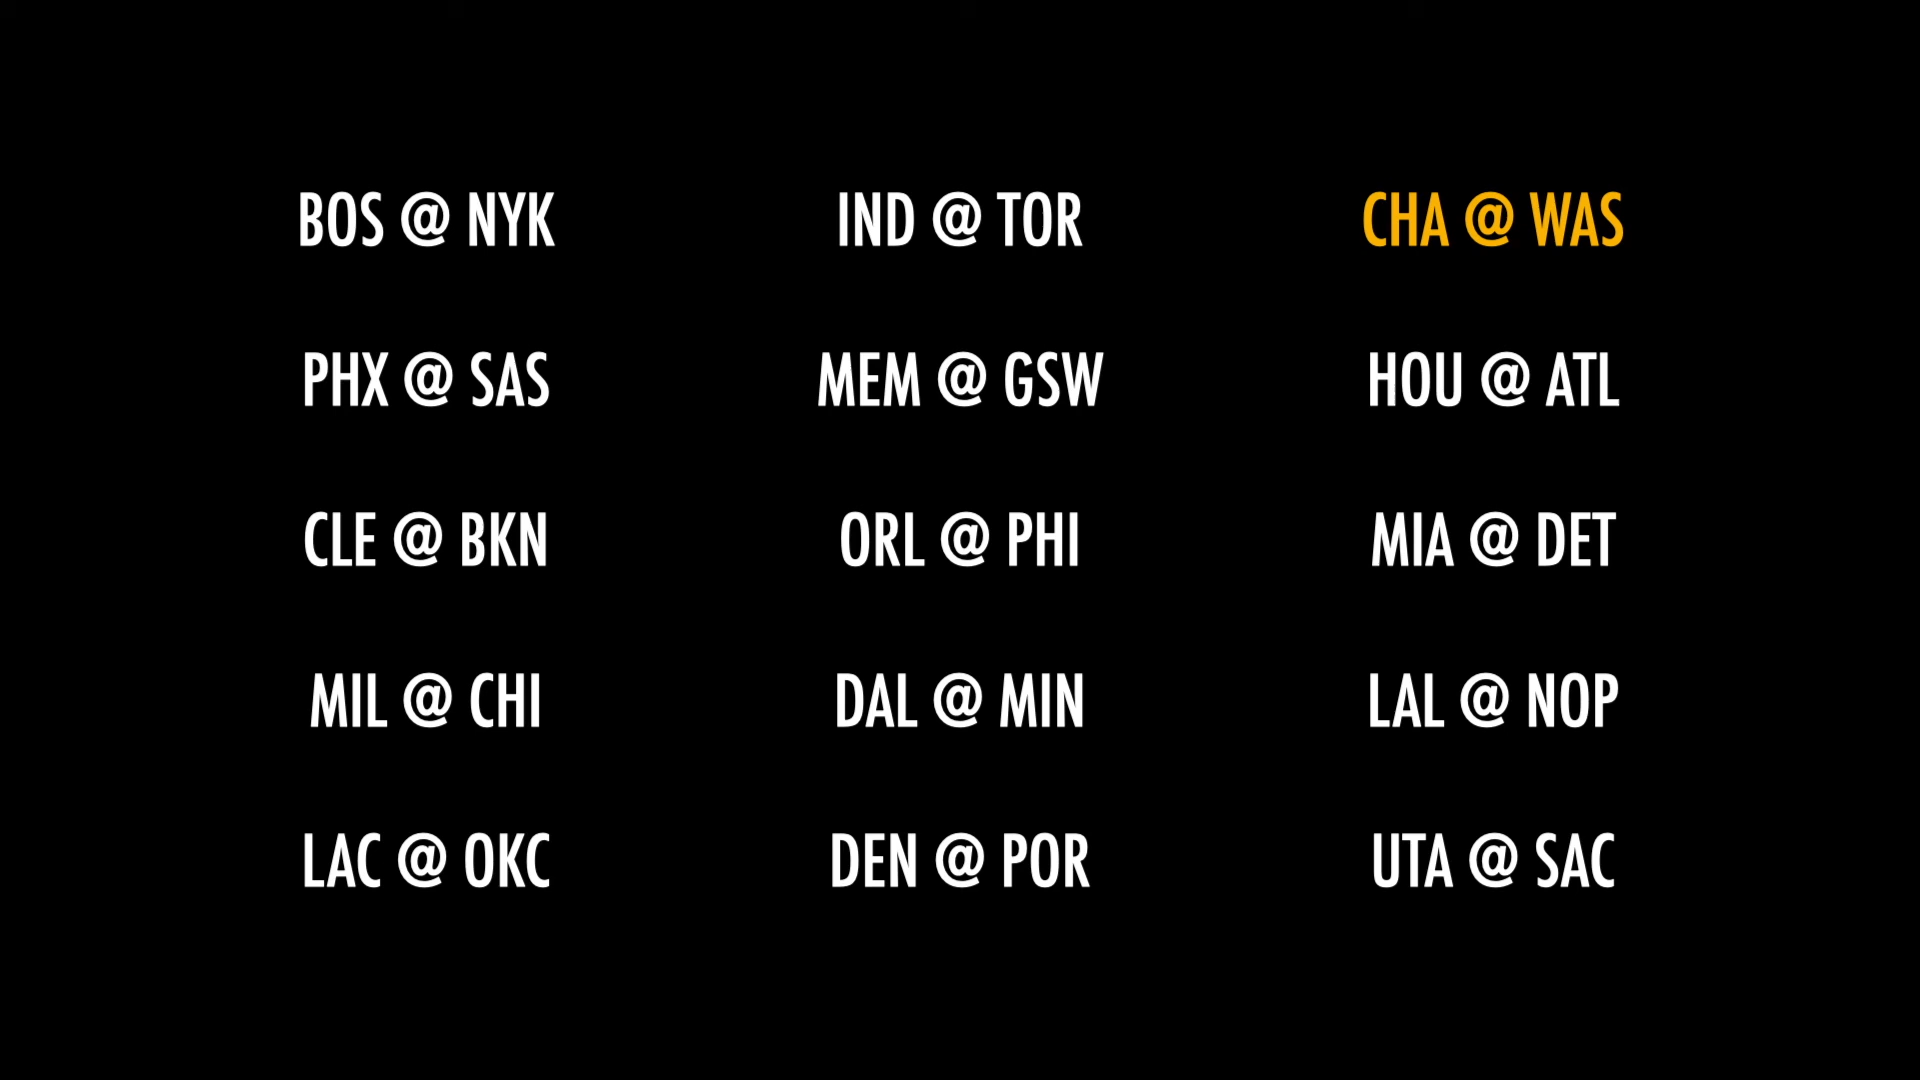 BOS @ NYK
IND @ TOR
CHA @ WAS
PHX @ SAS
MEM @ GSW
HOU @ ATL
CLE @ BKN
ORL @ PHI
MIA @ DET
MIL @ CHI
DAL @ MIN
LAL @ NOP
LAC @ OKC
DEN @ POR
UTA @ SAC